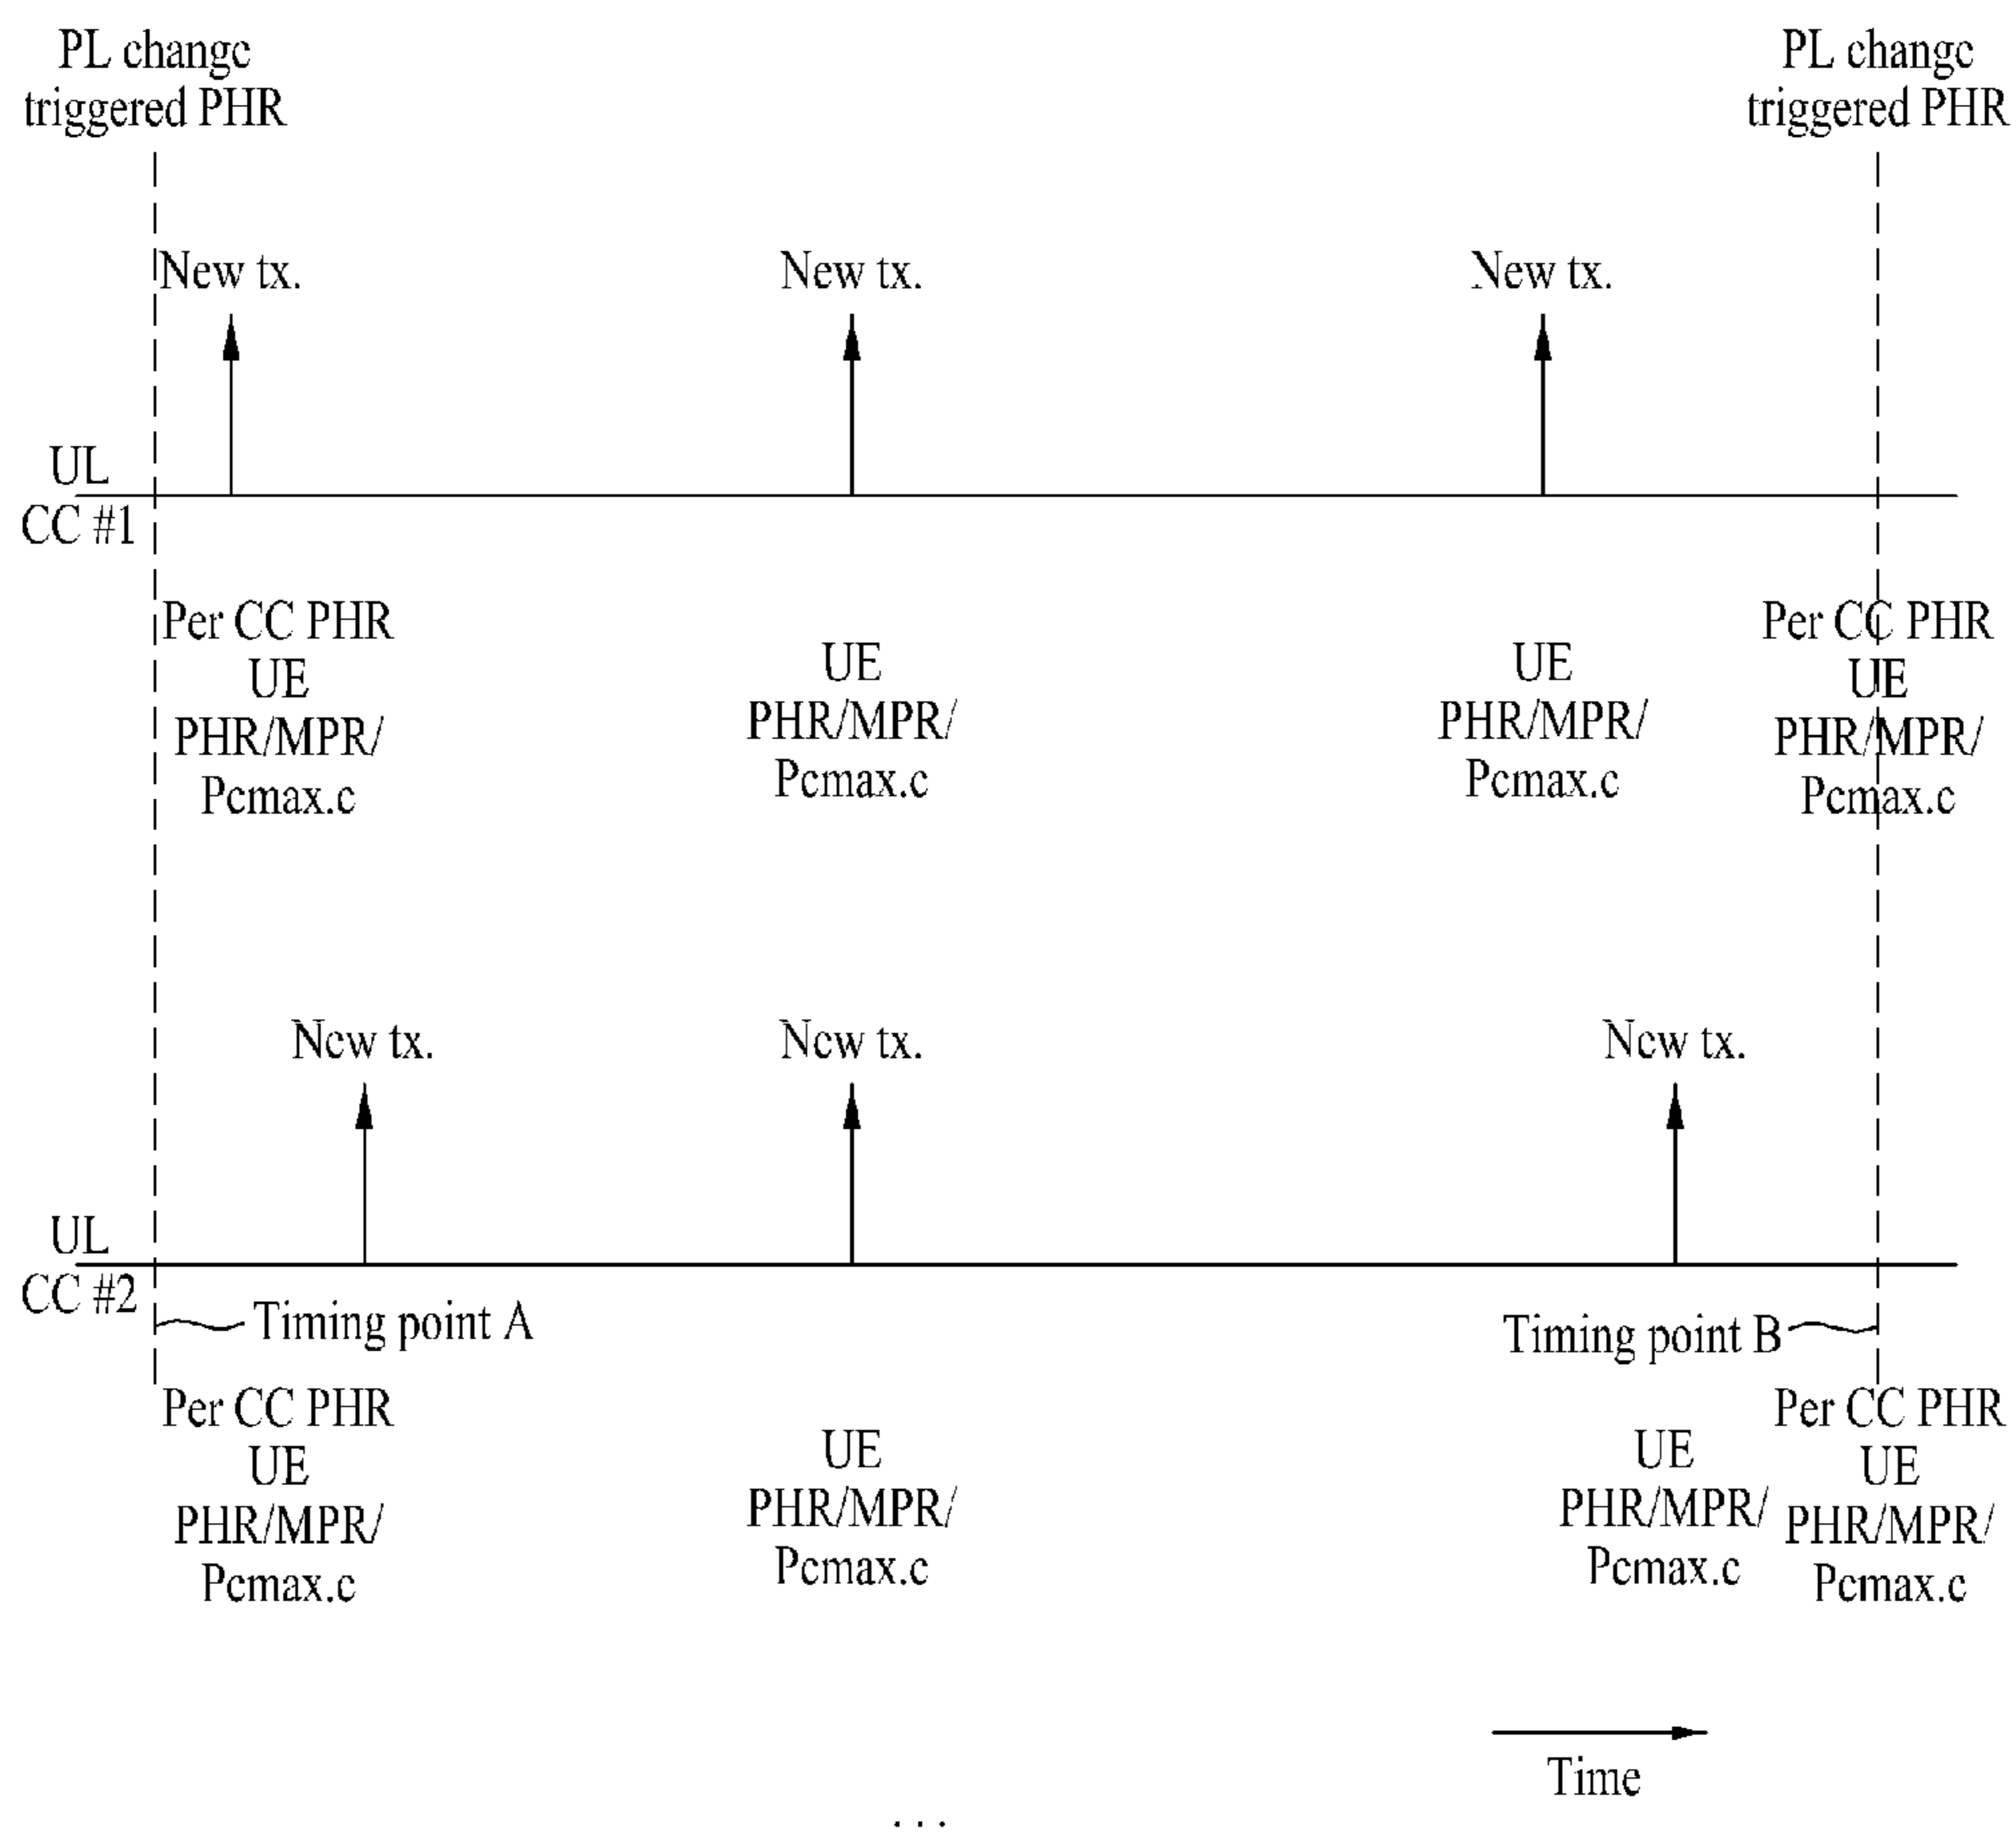 PL change
triggered PHR
PL change
triggered PHR
New tx.
New tx.
New tx.
UL
CC #1
Per CC PHR
UE
PHR/MPR/
Pcmax.c
UE
PHR/MPR/
Pcmax.c
UE
PHR/MPR/
Pcmax.c
Per CC PHR
UE
PHR/MPR/
Pcmax.c
New tx.
New tx.
New tx.
UL
CC #2
Timing point A
Timing point B
Per CC PHR
UE
PHR/MPR/
Pcmax.c
UE
PHR/MPR/
Pcmax.c
UE
PHR/MPR/
Pcmax.c
Per CC PHR
UE
PHR/MPR/
Pcmax.c
Time
...